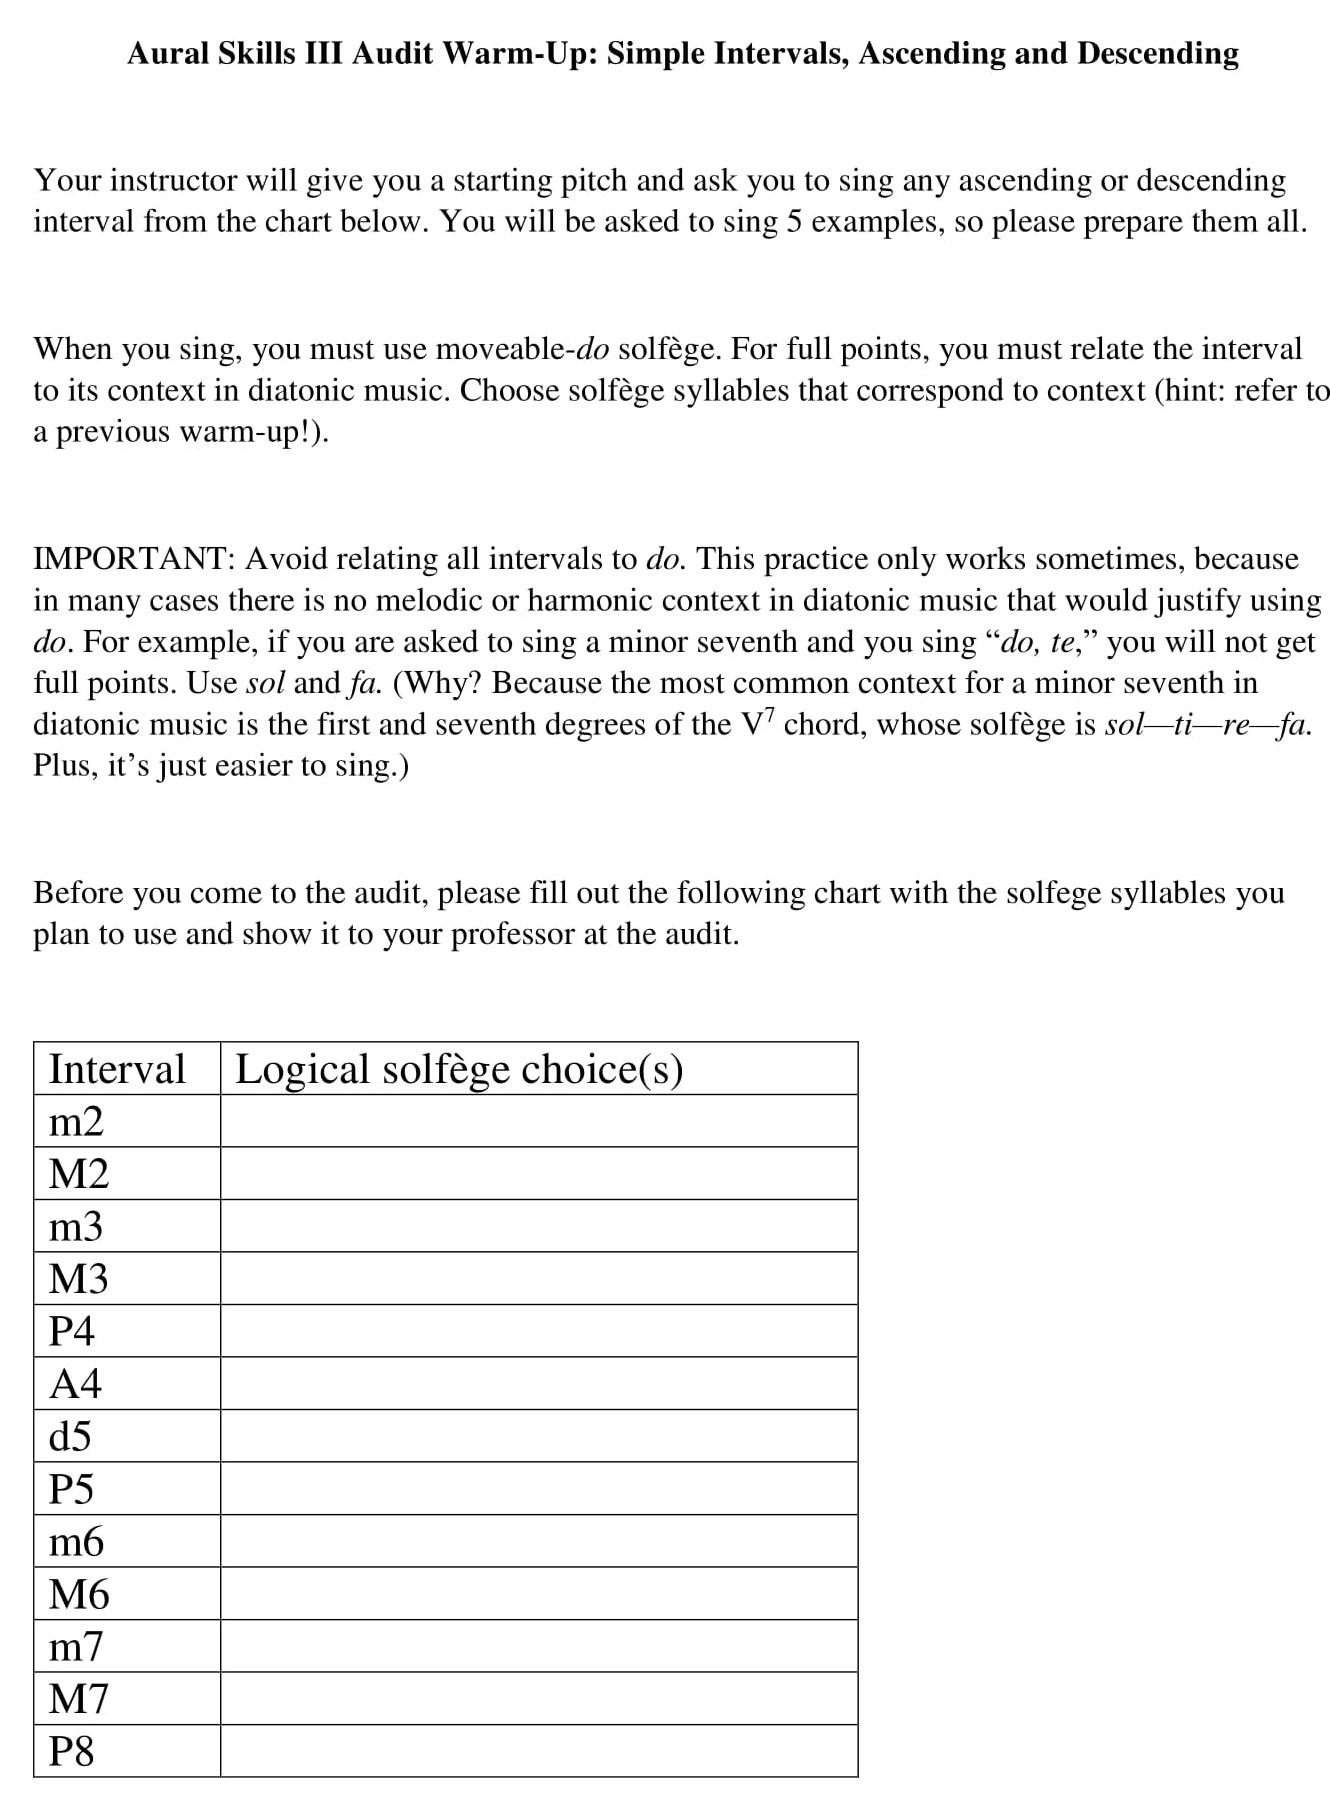 Aural Skills III Audit Warm-Up: Simple Intervals, Ascending and Descending
Your instructor will give you a starting pitch and ask you to sing any ascending or descending
interval from the chart below. You will be asked to sing 5 examples, so please prepare them all.
When you sing, you must use moveable-do solfège. For full points, you must relate the interval
to its context in diatonic music. Choose solfège syllables that correspond to context (hint: refer to
a previous warm-up!).
IMPORTANT: Avoid relating all intervals to do. This practice only works sometimes, because
in many cases there is no melodic or harmonic context in diatonic music that would justify using
do. For example, if you are asked to sing a minor seventh and you sing “do, te,” you will not get
full points. Use sol and fa. (Why? Because the most common context for a minor seventh in
diatonic music is the first and seventh degrees of the V⁷ chord, whose solfège is sol—ti—re—fa.
Plus, it’s just easier to sing.)
Before you come to the audit, please fill out the following chart with the solfege syllables you
plan to use and show it to your professor at the audit.
Interval Logical solfège choice(s)
m2
M2
m3
M3
P4
A4
d5
P5
m6
M6
m7
M7
P8